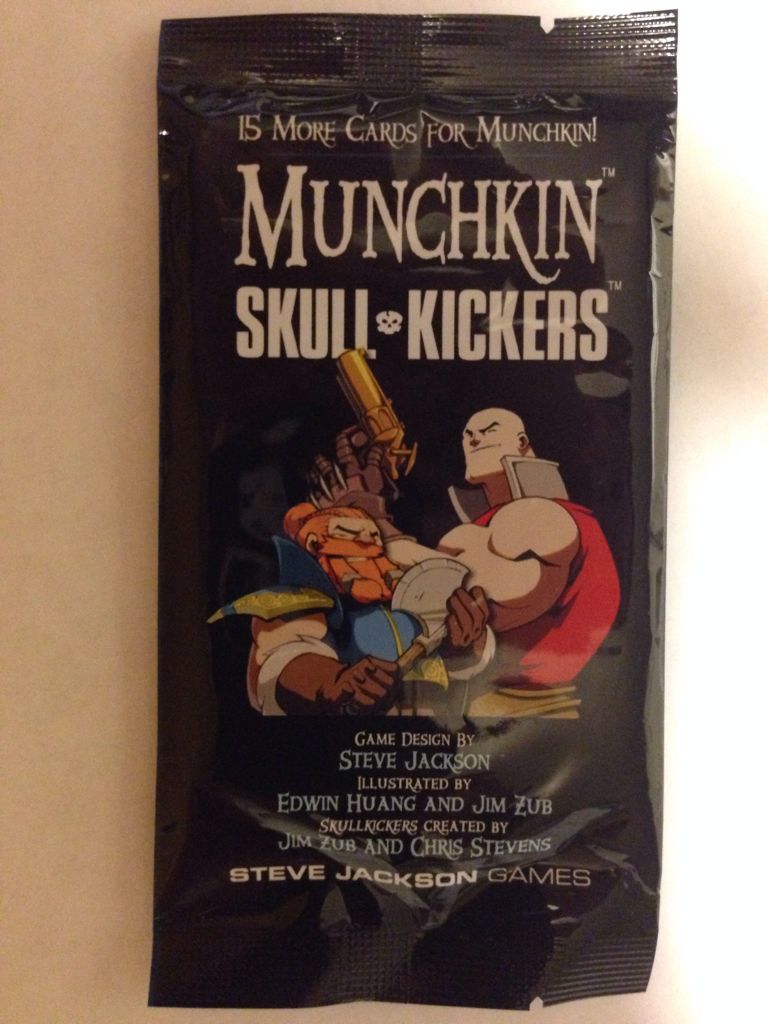 15 More Cards for Munchkin!
Munchkin™
SKULL KICKERS™
Game Design by
Steve Jackson
Illustrated by
Edwin Huang and Jim Zub
Skullkickers created by
Jim Zub and Chris Stevens
STEVE JACKSON GAMES